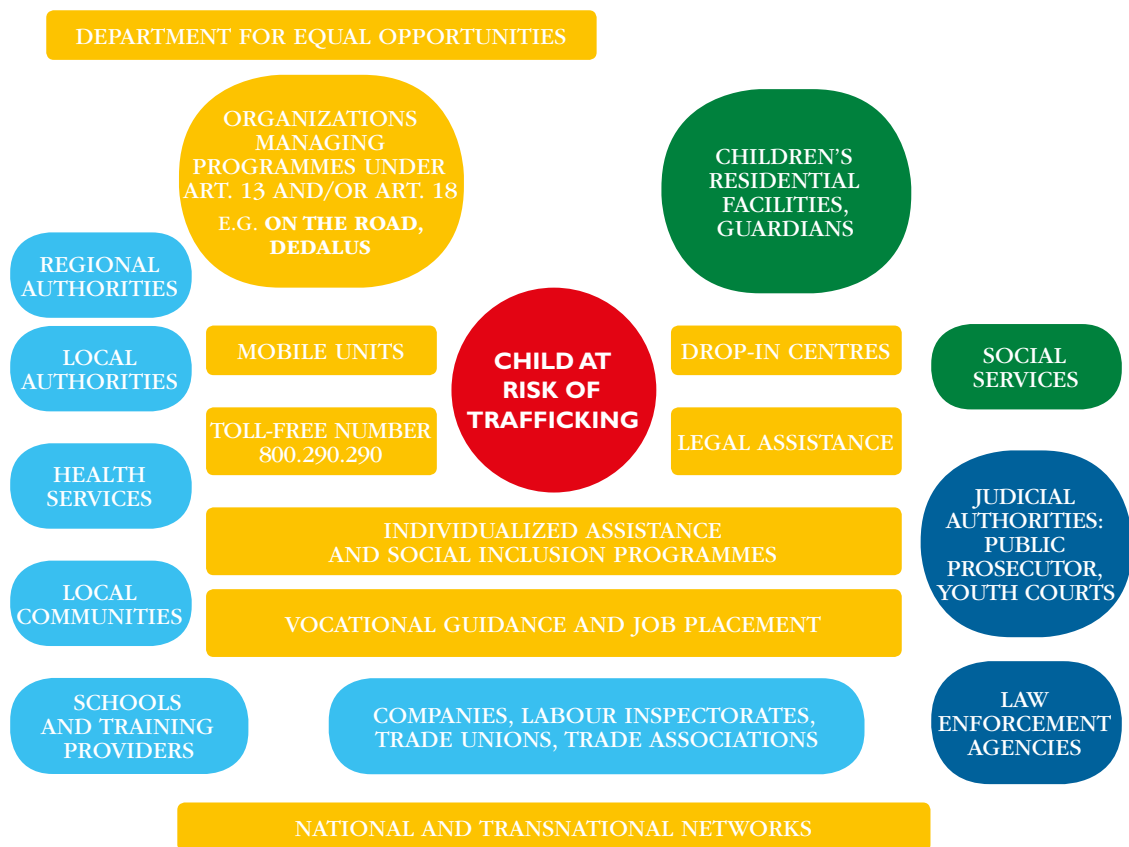 DEPARTMENT FOR EQUAL OPPORTUNITIES
ORGANIZATIONS
MANAGING
PROGRAMMES UNDER
ART. 13 AND/OR ART. 18
E.G. ON THE ROAD,
DEDALUS
CHILDREN'S
RESIDENTIAL
FACILITIES,
GUARDIANS
REGIONAL
AUTHORITIES
LOCAL
AUTHORITIES
MOBILE UNITS
CHILD AT
RISK OF
TRAFFICKING
DROP-IN CENTRES
SOCIAL
SERVICES
TOLL-FREE NUMBER
800.290.290
LEGAL ASSISTANCE
HEALTH
SERVICES
INDIVIDUALIZED ASSISTANCE
AND SOCIAL INCLUSION PROGRAMMES
JUDICIAL
AUTHORITIES:
PUBLIC
PROSECUTOR,
YOUTH COURTS
LOCAL
COMMUNITIES
VOCATIONAL GUIDANCE AND JOB PLACEMENT
SCHOOLS
AND TRAINING
PROVIDERS
COMPANIES, LABOUR INSPECTORATES,
TRADE UNIONS, TRADE ASSOCIATIONS
LAW
ENFORCEMENT
AGENCIES
NATIONAL AND TRANSNATIONAL NETWORKS